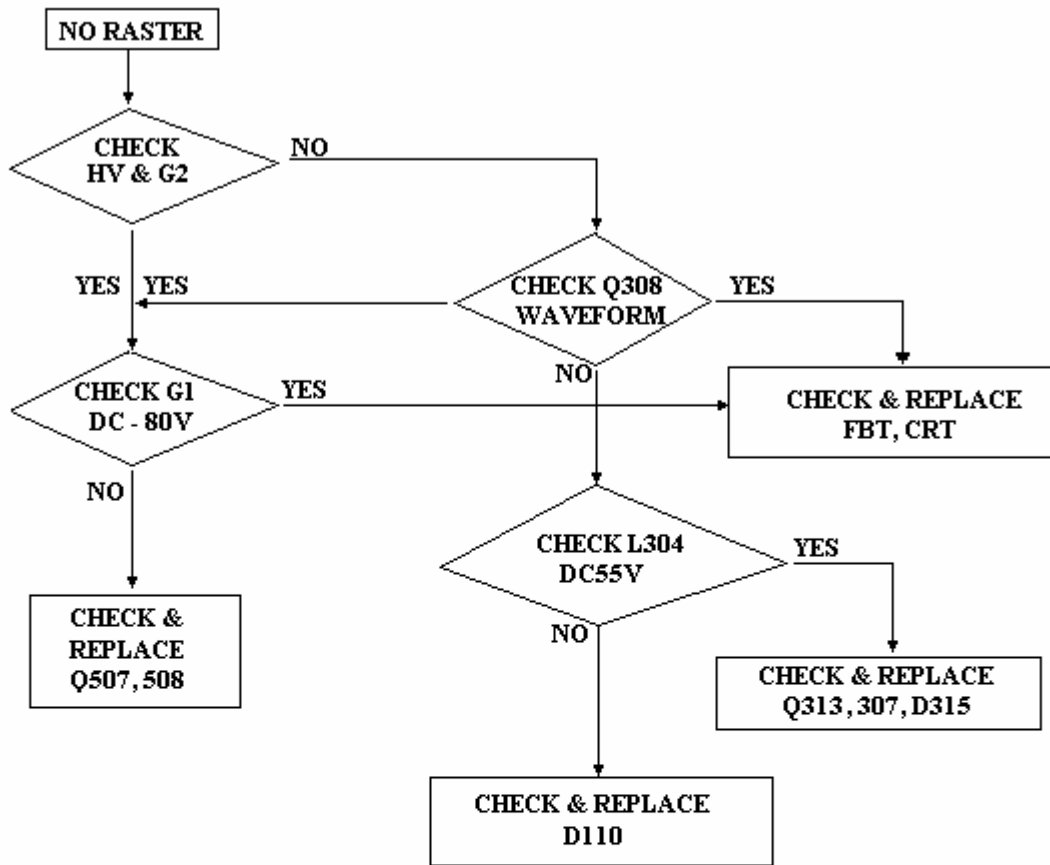 NO RASTER
CHECK
HV & G2
NO
YES
YES
CHECK Q308
WAVEFORM
YES
NO
CHECK G1
DC - 80V
YES
NO
CHECK & REPLACE
FBT, CRT
CHECK L304
DC55V
YES
NO
CHECK &
REPLACE
Q507, 508
CHECK & REPLACE
Q313, 307, D315
CHECK & REPLACE
D110